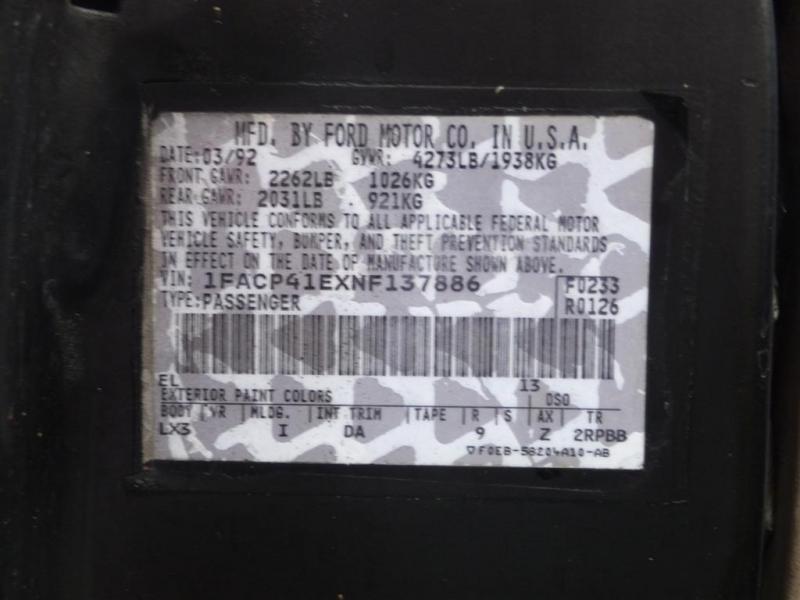 MFD. BY FORD MOTOR CO. IN U.S.A.
DATE: 03/92 GVWR: 4273LB/1938KG
FRONT GAWR: 2262LB 1026KG
REAR GAWR: 2031LB 921KG
THIS VEHICLE CONFORMS TO ALL APPLICABLE FEDERAL MOTOR
VEHICLE SAFETY, BUMPER, AND THEFT PREVENTION STANDARDS
IN EFFECT ON THE DATE OF MANUFACTURE SHOWN ABOVE.
VIN: 1FACP41EXNF137886 F0233
TYPE: PASSENGER R0126
EL 13
EXTERIOR PAINT COLORS DSO
BODY VR MLDG. INT TRIM TAPE R S AX TR
LX3 I DA 9 Z 2RPBB
F0EB-58204A10-AB